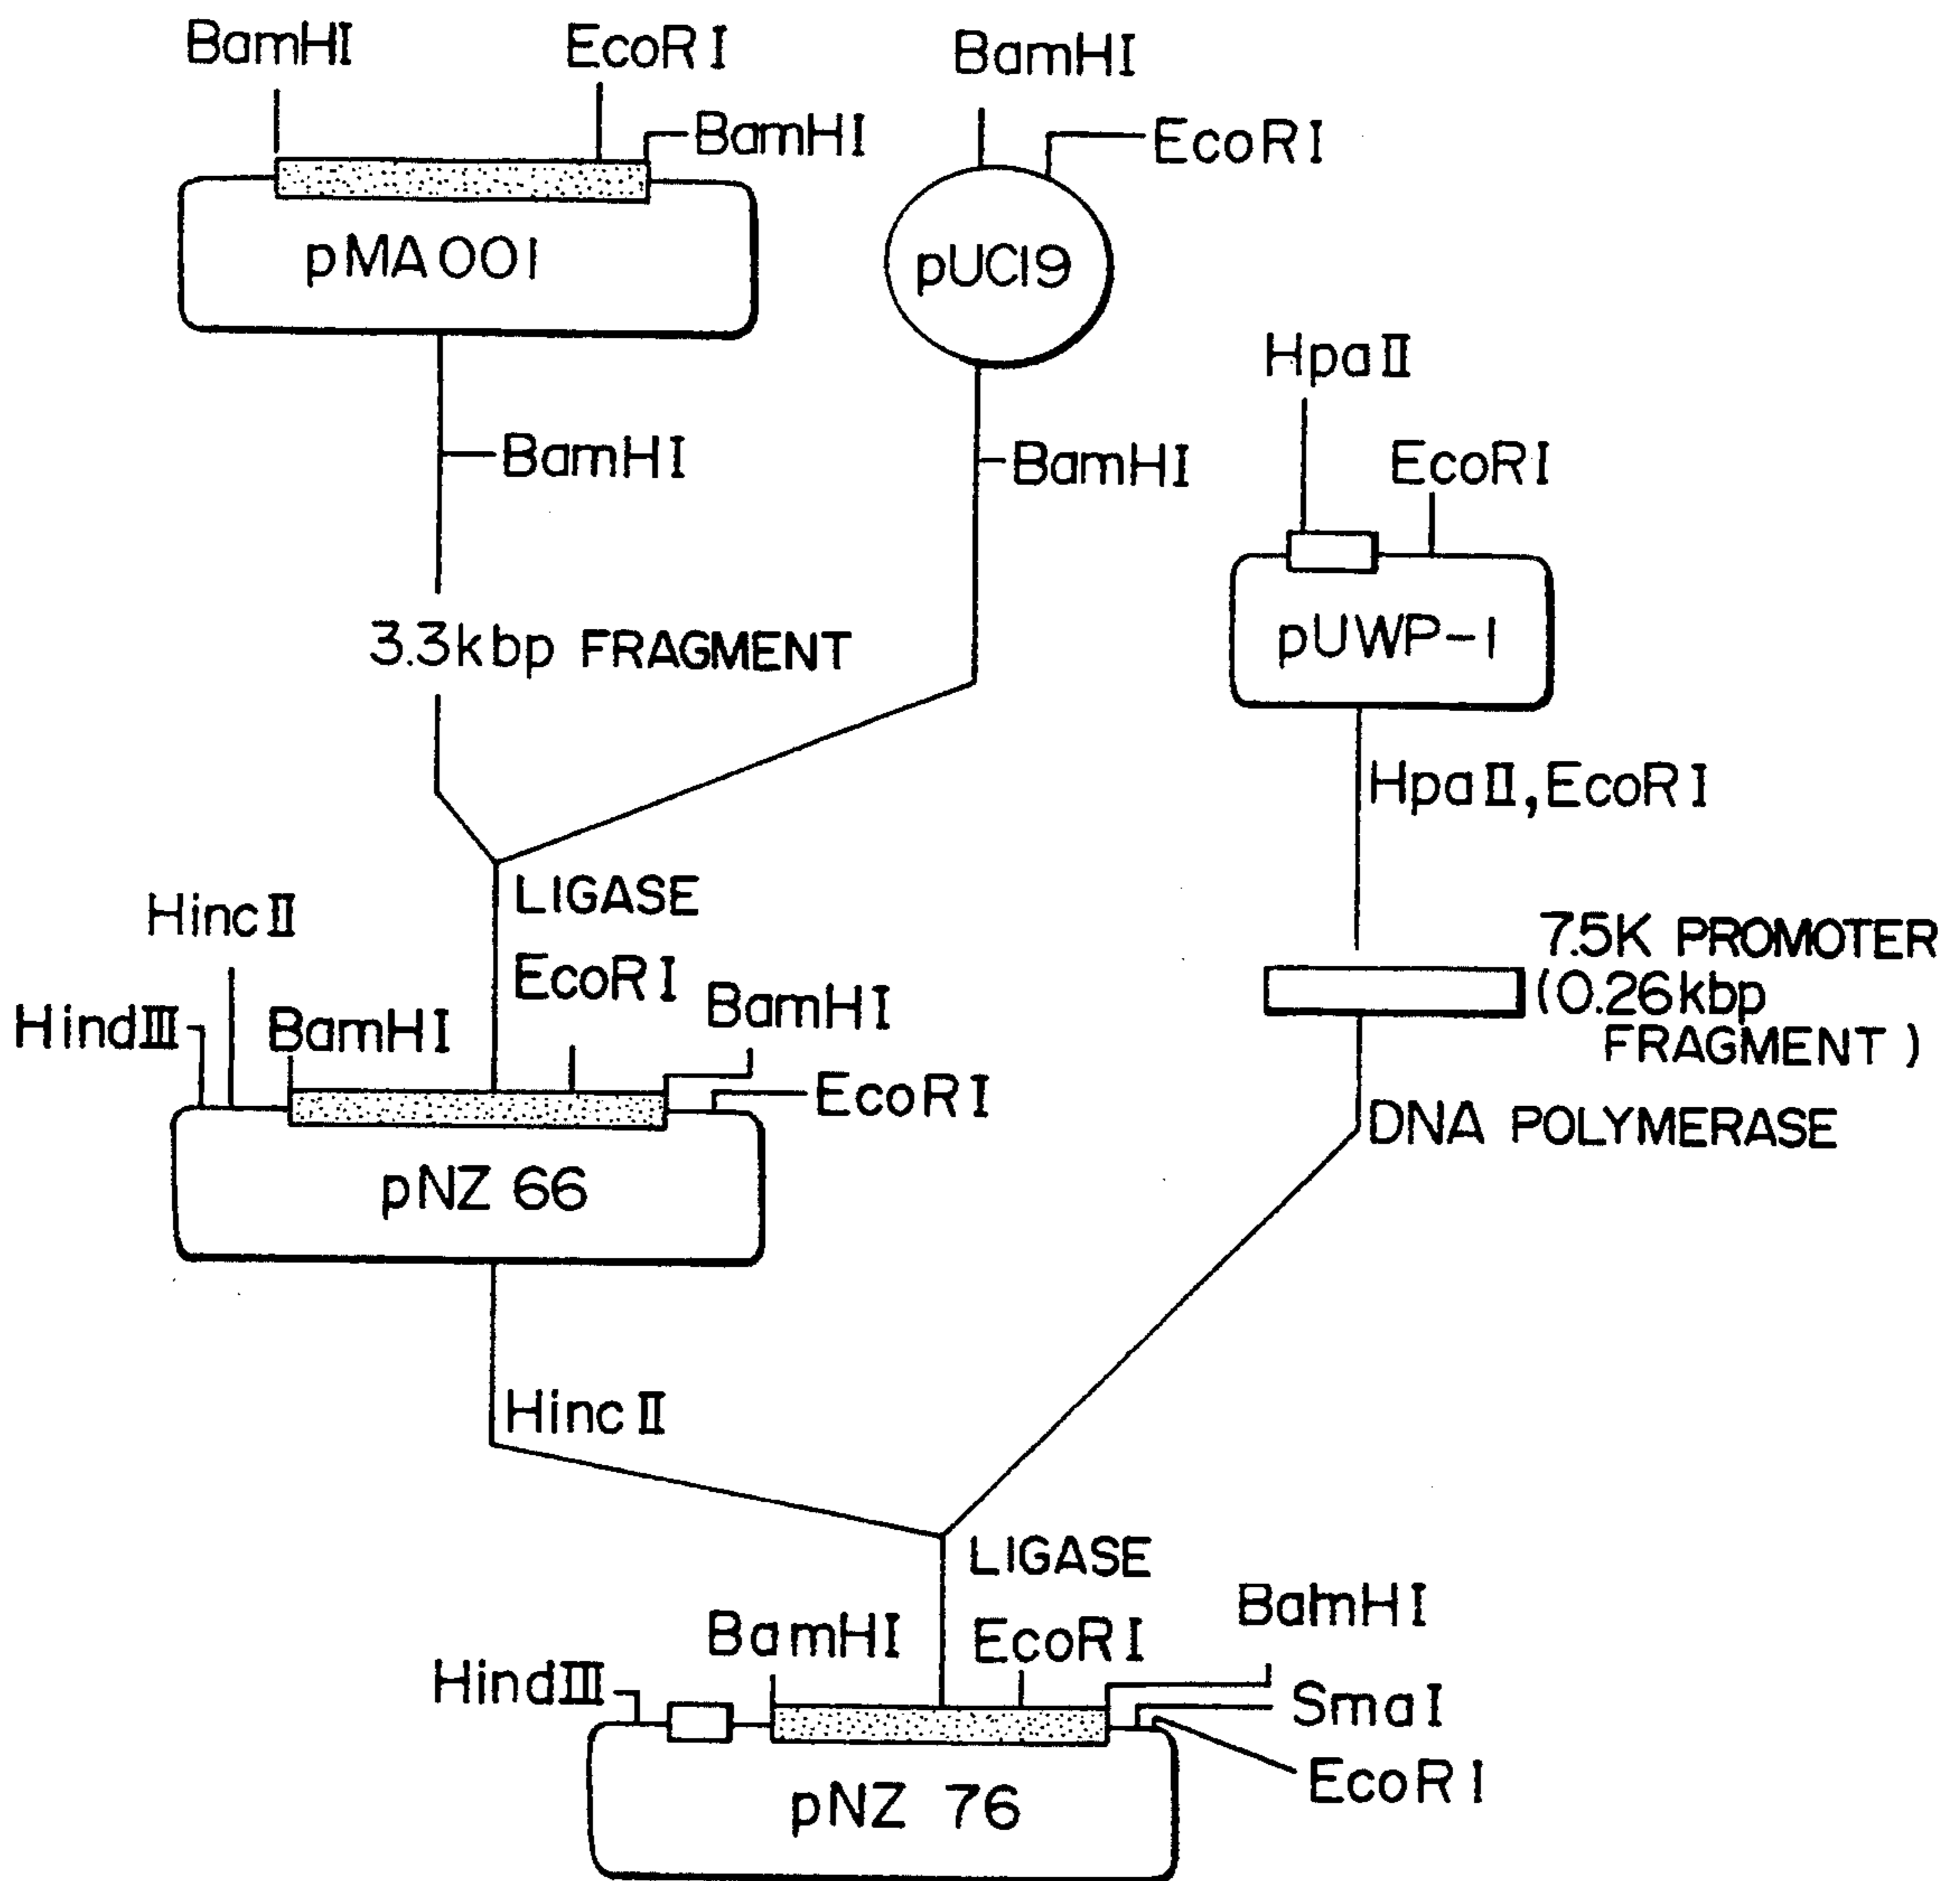 BamHI
EcoRI
BamHI
BamHI
EcoRI
pMA001
pUC19
HpaII
EcoRI
BamHI
BamHI
pUWP-1
3.3kbp FRAGMENT
HpaII,EcoRI
LIGASE
7.5K PROMOTER
(0.26kbp
FRAGMENT)
HincII
EcoRI
BamHI
HindIII
BamHI
EcoRI
DNA POLYMERASE
pNZ 66
HincII
LIGASE
BamHI
BamHI
EcoRI
HindIII
SmaI
EcoRI
pNZ 76